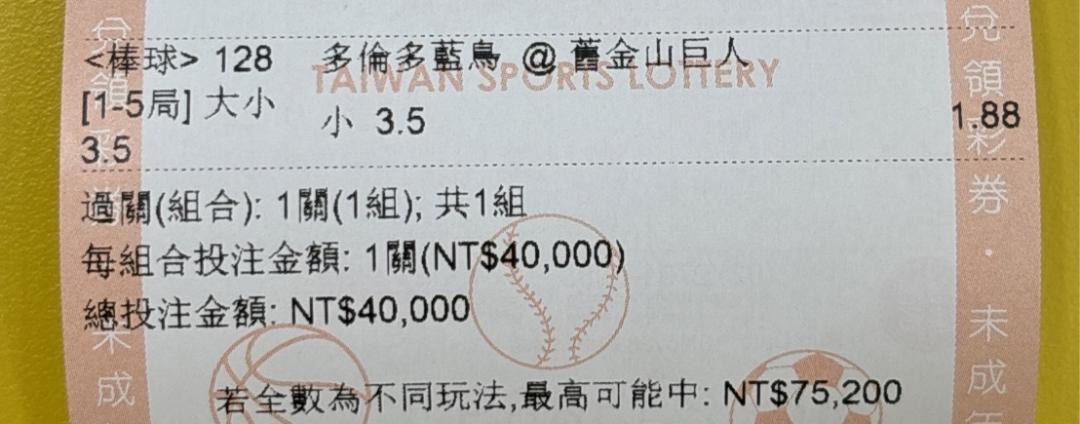 <棒球> 128 多倫多藍鳥 @ 舊金山巨人
TAIWAN SPORTS LOTTERY
[1-5局] 大小 小 3.5 1.88
3.5
過關(組合): 1關(1組); 共1組
每組合投注金額: 1關(NT$40,000)
總投注金額: NT$40,000
若全數為不同玩法,最高可能中: NT$75,200
兌領彩券·未成年
領彩
未成